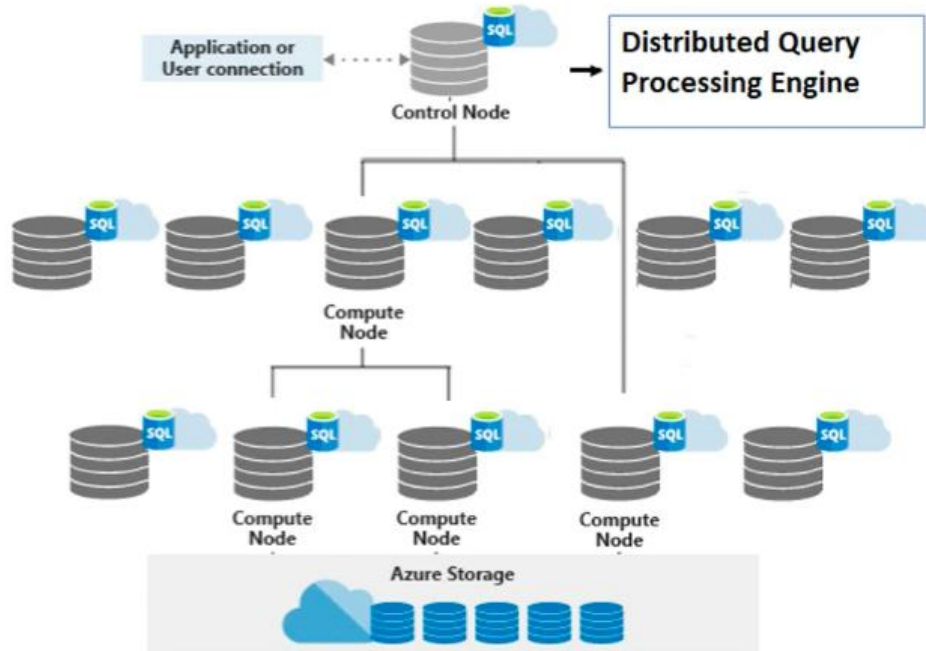 SQL
Application or
User connection
Distributed Query
Processing Engine
Control Node
SQL
SQL
SQL
SQL
SQL
SQL
Compute
Node
SQL
SQL
SQL
SQL
SQL
Compute
Node
Compute
Node
Compute
Node
Azure Storage